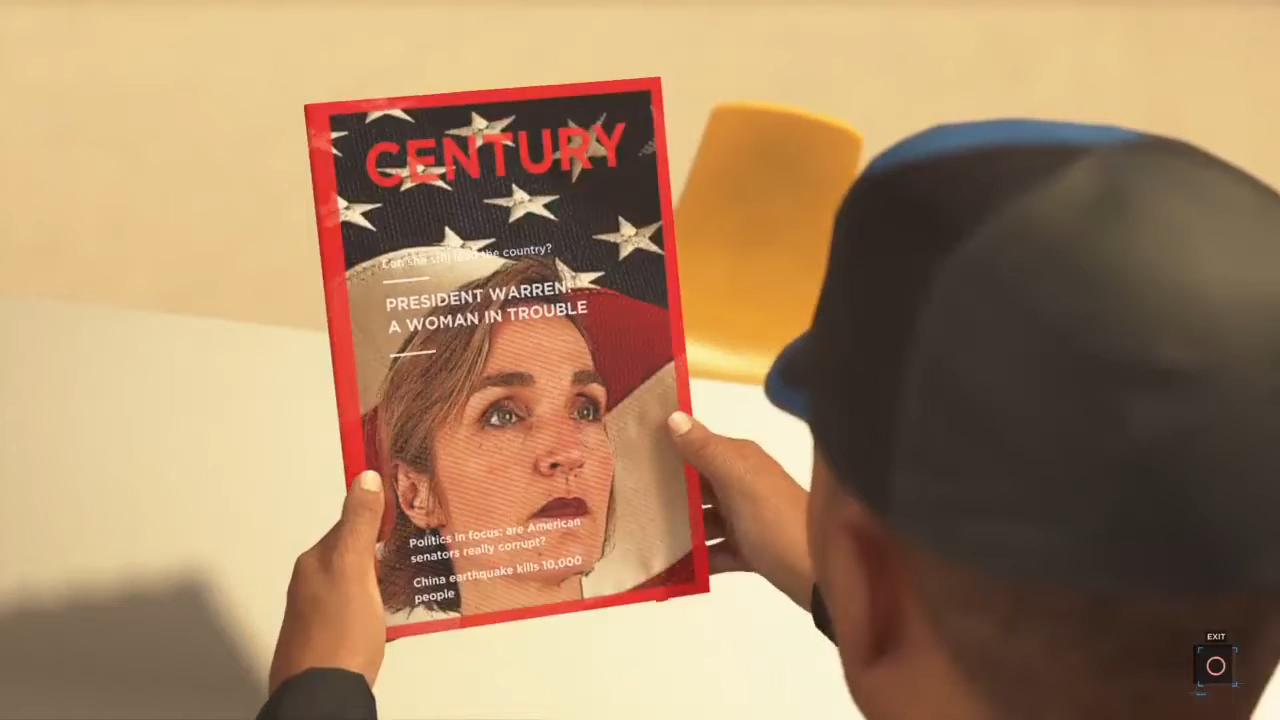 CENTURY
Can she still lead the country?
PRESIDENT WARREN:
A WOMAN IN TROUBLE
Politics in focus: are American
senators really corrupt?
China earthquake kills 10,000
people
EXIT